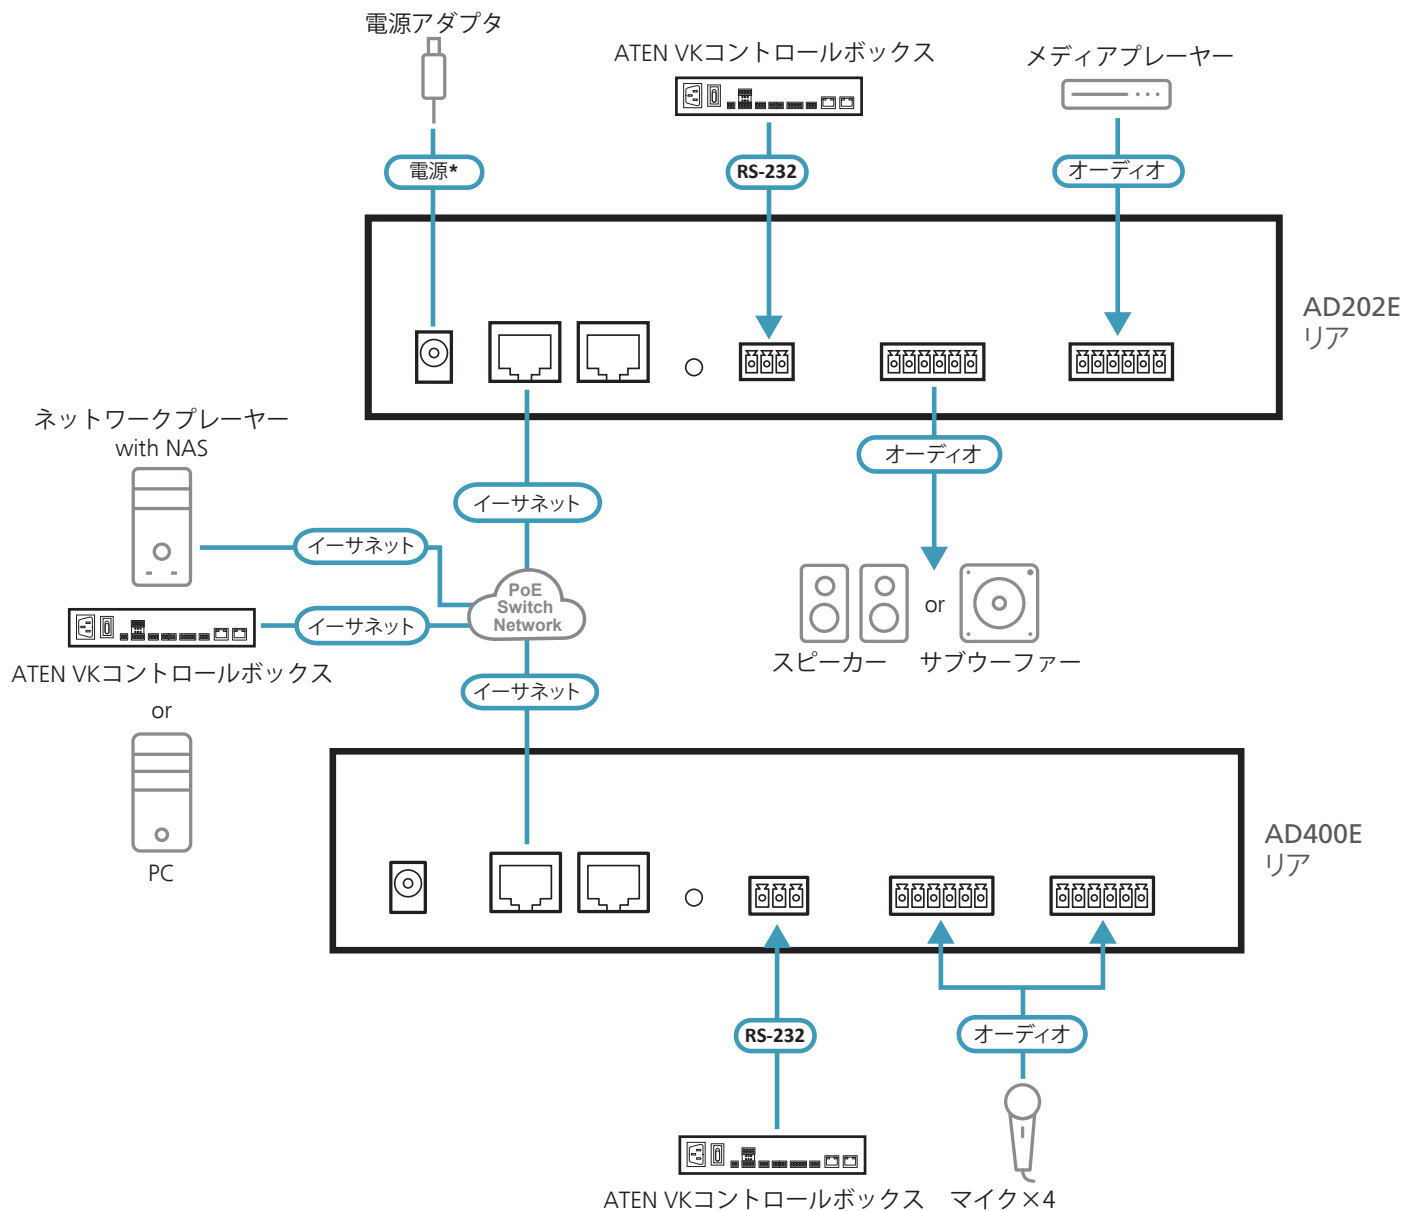 電源アダプタ
ATEN VKコントロールボックス
メディアプレーヤー
電源*
RS-232
オーディオ
AD202E
リア
ネットワークプレーヤー
with NAS
オーディオ
イーサネット
イーサネット
PoE
Switch
Network
イーサネット
or
スピーカー
サブウーファー
ATEN VKコントロールボックス
イーサネット
or
PC
AD400E
リア
RS-232
オーディオ
ATEN VKコントロールボックス
マイク×4